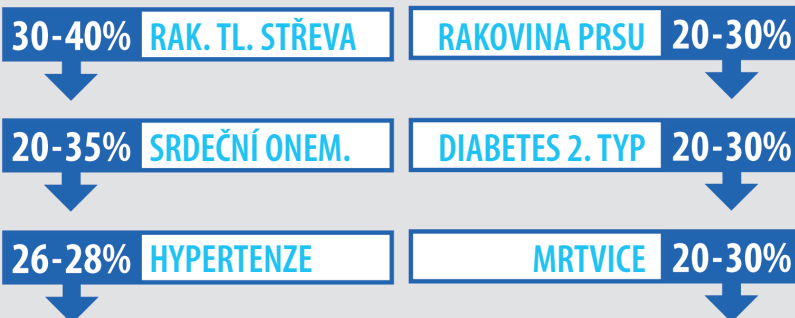 30-40% RAK. TL. STŘEVA
RAKOVINA PRSU 20-30%
20-35% SRDEČNÍ ONEM.
DIABETES 2. TYP 20-30%
26-28% HYPERTENZE
MRTVICE 20-30%